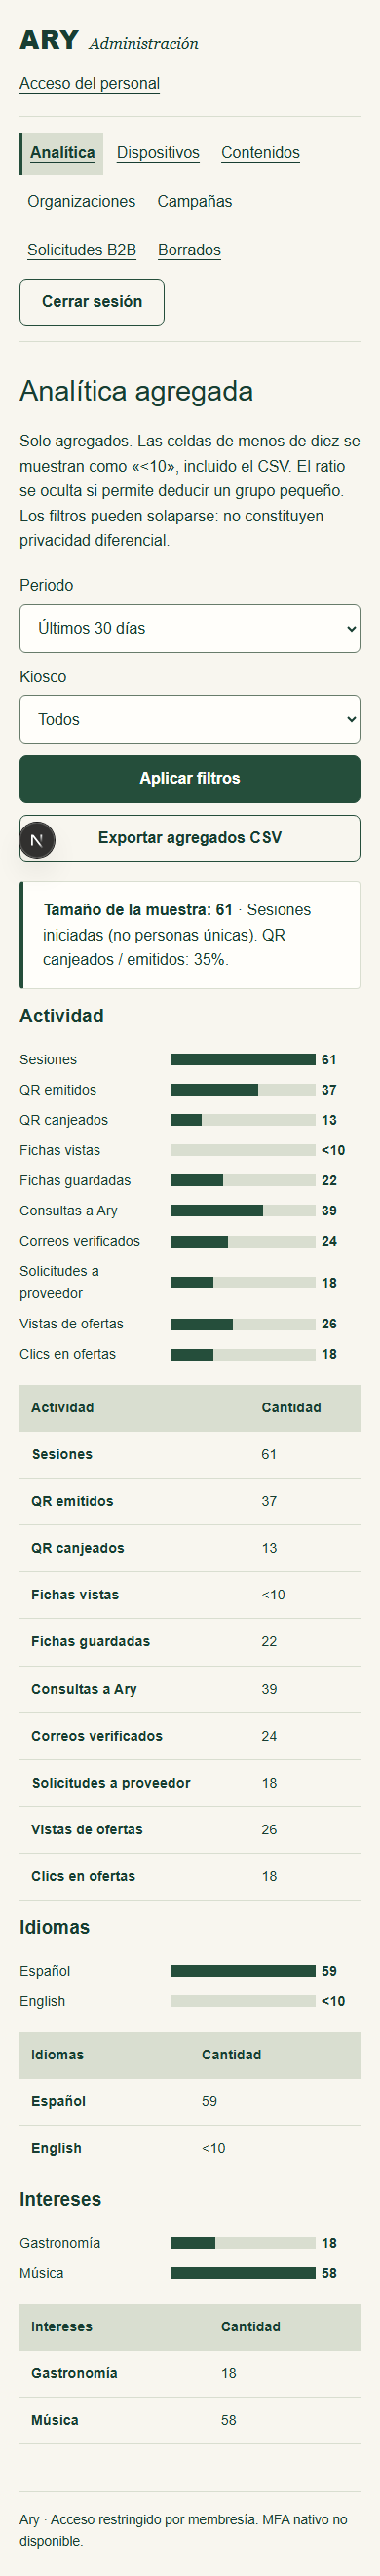 ARY Administración
Acceso del personal
Analítica Dispositivos Contenidos
Organizaciones Campañas
Solicitudes B2B Borrados
Cerrar sesión
Analítica agregada
Solo agregados. Las celdas de menos de diez se
muestran como «<10», incluido el CSV. El ratio
se oculta si permite deducir un grupo pequeño.
Los filtros pueden solaparse: no constituyen
privacidad diferencial.
Periodo
Últimos 30 días
Kiosco
Todos
Aplicar filtros
N Exportar agregados CSV
Tamaño de la muestra: 61 · Sesiones
iniciadas (no personas únicas). QR
canjeados / emitidos: 35%.
Actividad
Sesiones 61
QR emitidos 37
QR canjeados 13
Fichas vistas <10
Fichas guardadas 22
Consultas a Ary 39
Correos verificados 24
Solicitudes a
proveedor 18
Vistas de ofertas 26
Clics en ofertas 18
Actividad Cantidad
Sesiones 61
QR emitidos 37
QR canjeados 13
Fichas vistas <10
Fichas guardadas 22
Consultas a Ary 39
Correos verificados 24
Solicitudes a proveedor 18
Vistas de ofertas 26
Clics en ofertas 18
Idiomas
Español 59
English <10
Idiomas Cantidad
Español 59
English <10
Intereses
Gastronomía 18
Música 58
Intereses Cantidad
Gastronomía 18
Música 58
Ary · Acceso restringido por membresía. MFA nativo no
disponible.